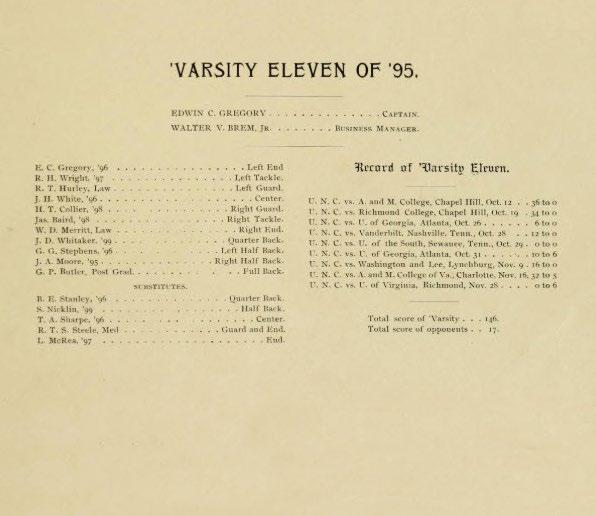 'VARSITY ELEVEN OF '95.
EDWIN C. GREGORY . . . . . . . . . . . . . . CAPTAIN.
WALTER V. BREM, JR. . . . . . . . BUSINESS MANAGER.
E. C. Gregory, '96 . . . . . . . . . . . . . . . . Left End
R. H. Wright, '97 . . . . . . . . . . . . . . . . Left Tackle.
R. T. Hurley, Law . . . . . . . . . . . . . . . Left Guard.
J. H. White, '96 . . . . . . . . . . . . . . . . . . . Center.
H. T. Collier, '98 . . . . . . . . . . . . . . . Right Guard.
Jas. Baird, '98 . . . . . . . . . . . . . . . . Right Tackle.
W. D. Merritt, Law . . . . . . . . . . . . . . . Right End.
J. D. Whitaker, '99 . . . . . . . . . . . . . Quarter Back.
G. G. Stephens, '96 . . . . . . . . . . . . . Left Half Back.
J. A. Moore, '95 . . . . . . . . . . . . . . Right Half Back.
G. P. Butler, Post Grad. . . . . . . . . . . . . . Full Back.
SUBSTITUTES.
B. E. Stanley, '96 . . . . . . . . . . . . . . Quarter Back.
S. Nicklin, '99 . . . . . . . . . . . . . . . . . Half Back.
T. A. Sharpe, '96 . . . . . . . . . . . . . . . . . . Center.
R. T. S. Steele, Med . . . . . . . . . . . . Guard and End.
L. McRea, '97 . . . . . . . . . . . . . . . . . . . . . End.
Record of 'Varsity Eleven.
U. N. C. vs. A. and M. College, Chapel Hill, Oct. 12 . . 36 to 0
U. N. C. vs. Richmond College, Chapel Hill, Oct. 19 . 34 to 0
U. N. C. vs. U. of Georgia, Atlanta, Oct. 26 . . . . . . 6 to 0
U. N. C. vs. Vanderbilt, Nashville, Tenn., Oct. 28 . . 12 to 0
U. N. C. vs. U. of the South, Sewanee, Tenn., Oct. 29 . 0 to 0
U. N. C. vs. U. of Georgia, Atlanta, Oct. 31 . . . . . 10 to 6
U. N. C. vs. Washington and Lee, Lynchburg, Nov. 9 . 16 to 0
U. N. C. vs. A. and M. College of Va., Charlotte, Nov. 16, 32 to 5
U. N. C. vs. U. of Virginia, Richmond, Nov. 28 . . . . 0 to 6
Total score of 'Varsity . . . 146.
Total score of opponents . . 17.